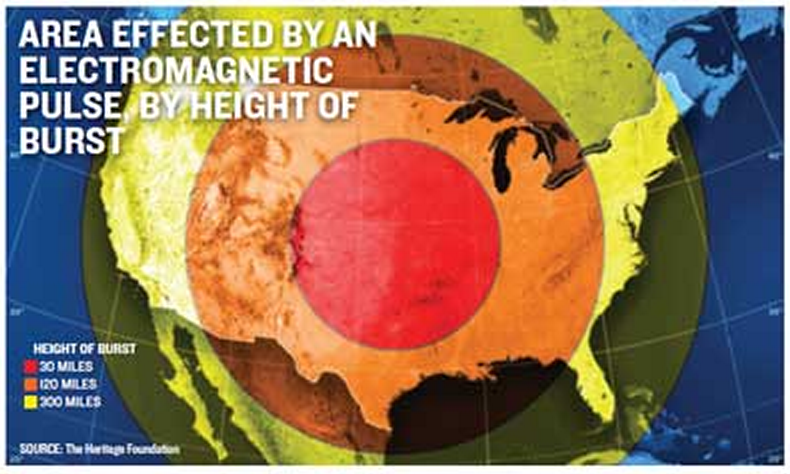 AREA EFFECTED BY AN
ELECTROMAGNETIC
PULSE, BY HEIGHT OF
BURST
HEIGHT OF BURST
30 MILES
120 MILES
300 MILES
SOURCE: The Heritage Foundation